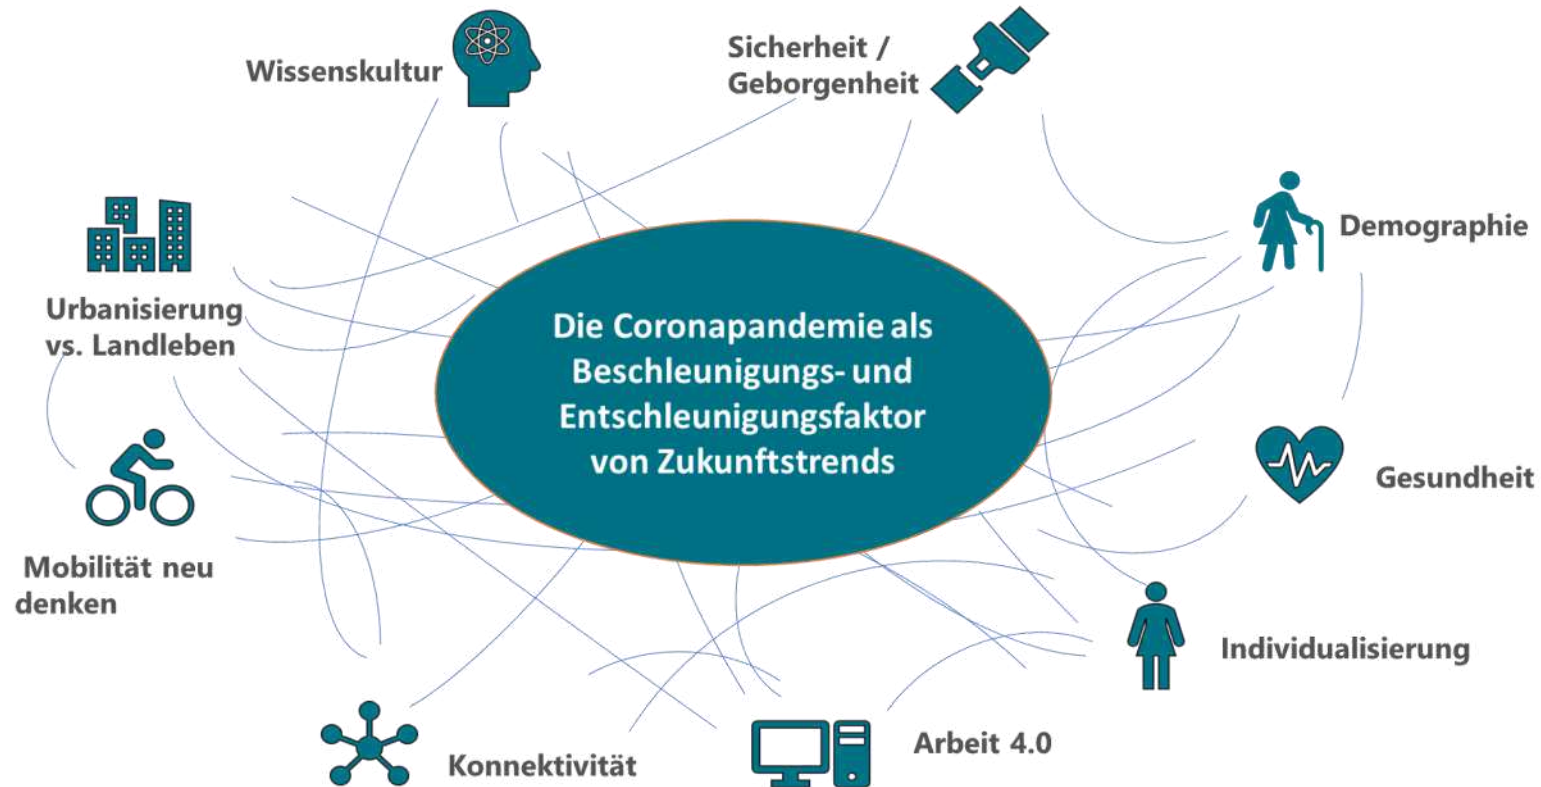 Wissenskultur
Sicherheit /
Geborgenheit
Demographie
Urbanisierung
vs. Landleben
Die Coronapandemie als
Beschleunigungs- und
Entschleunigungsfaktor
von Zukunftstrends
Gesundheit
Mobilität neu
denken
Individualisierung
Arbeit 4.0
Konnektivität